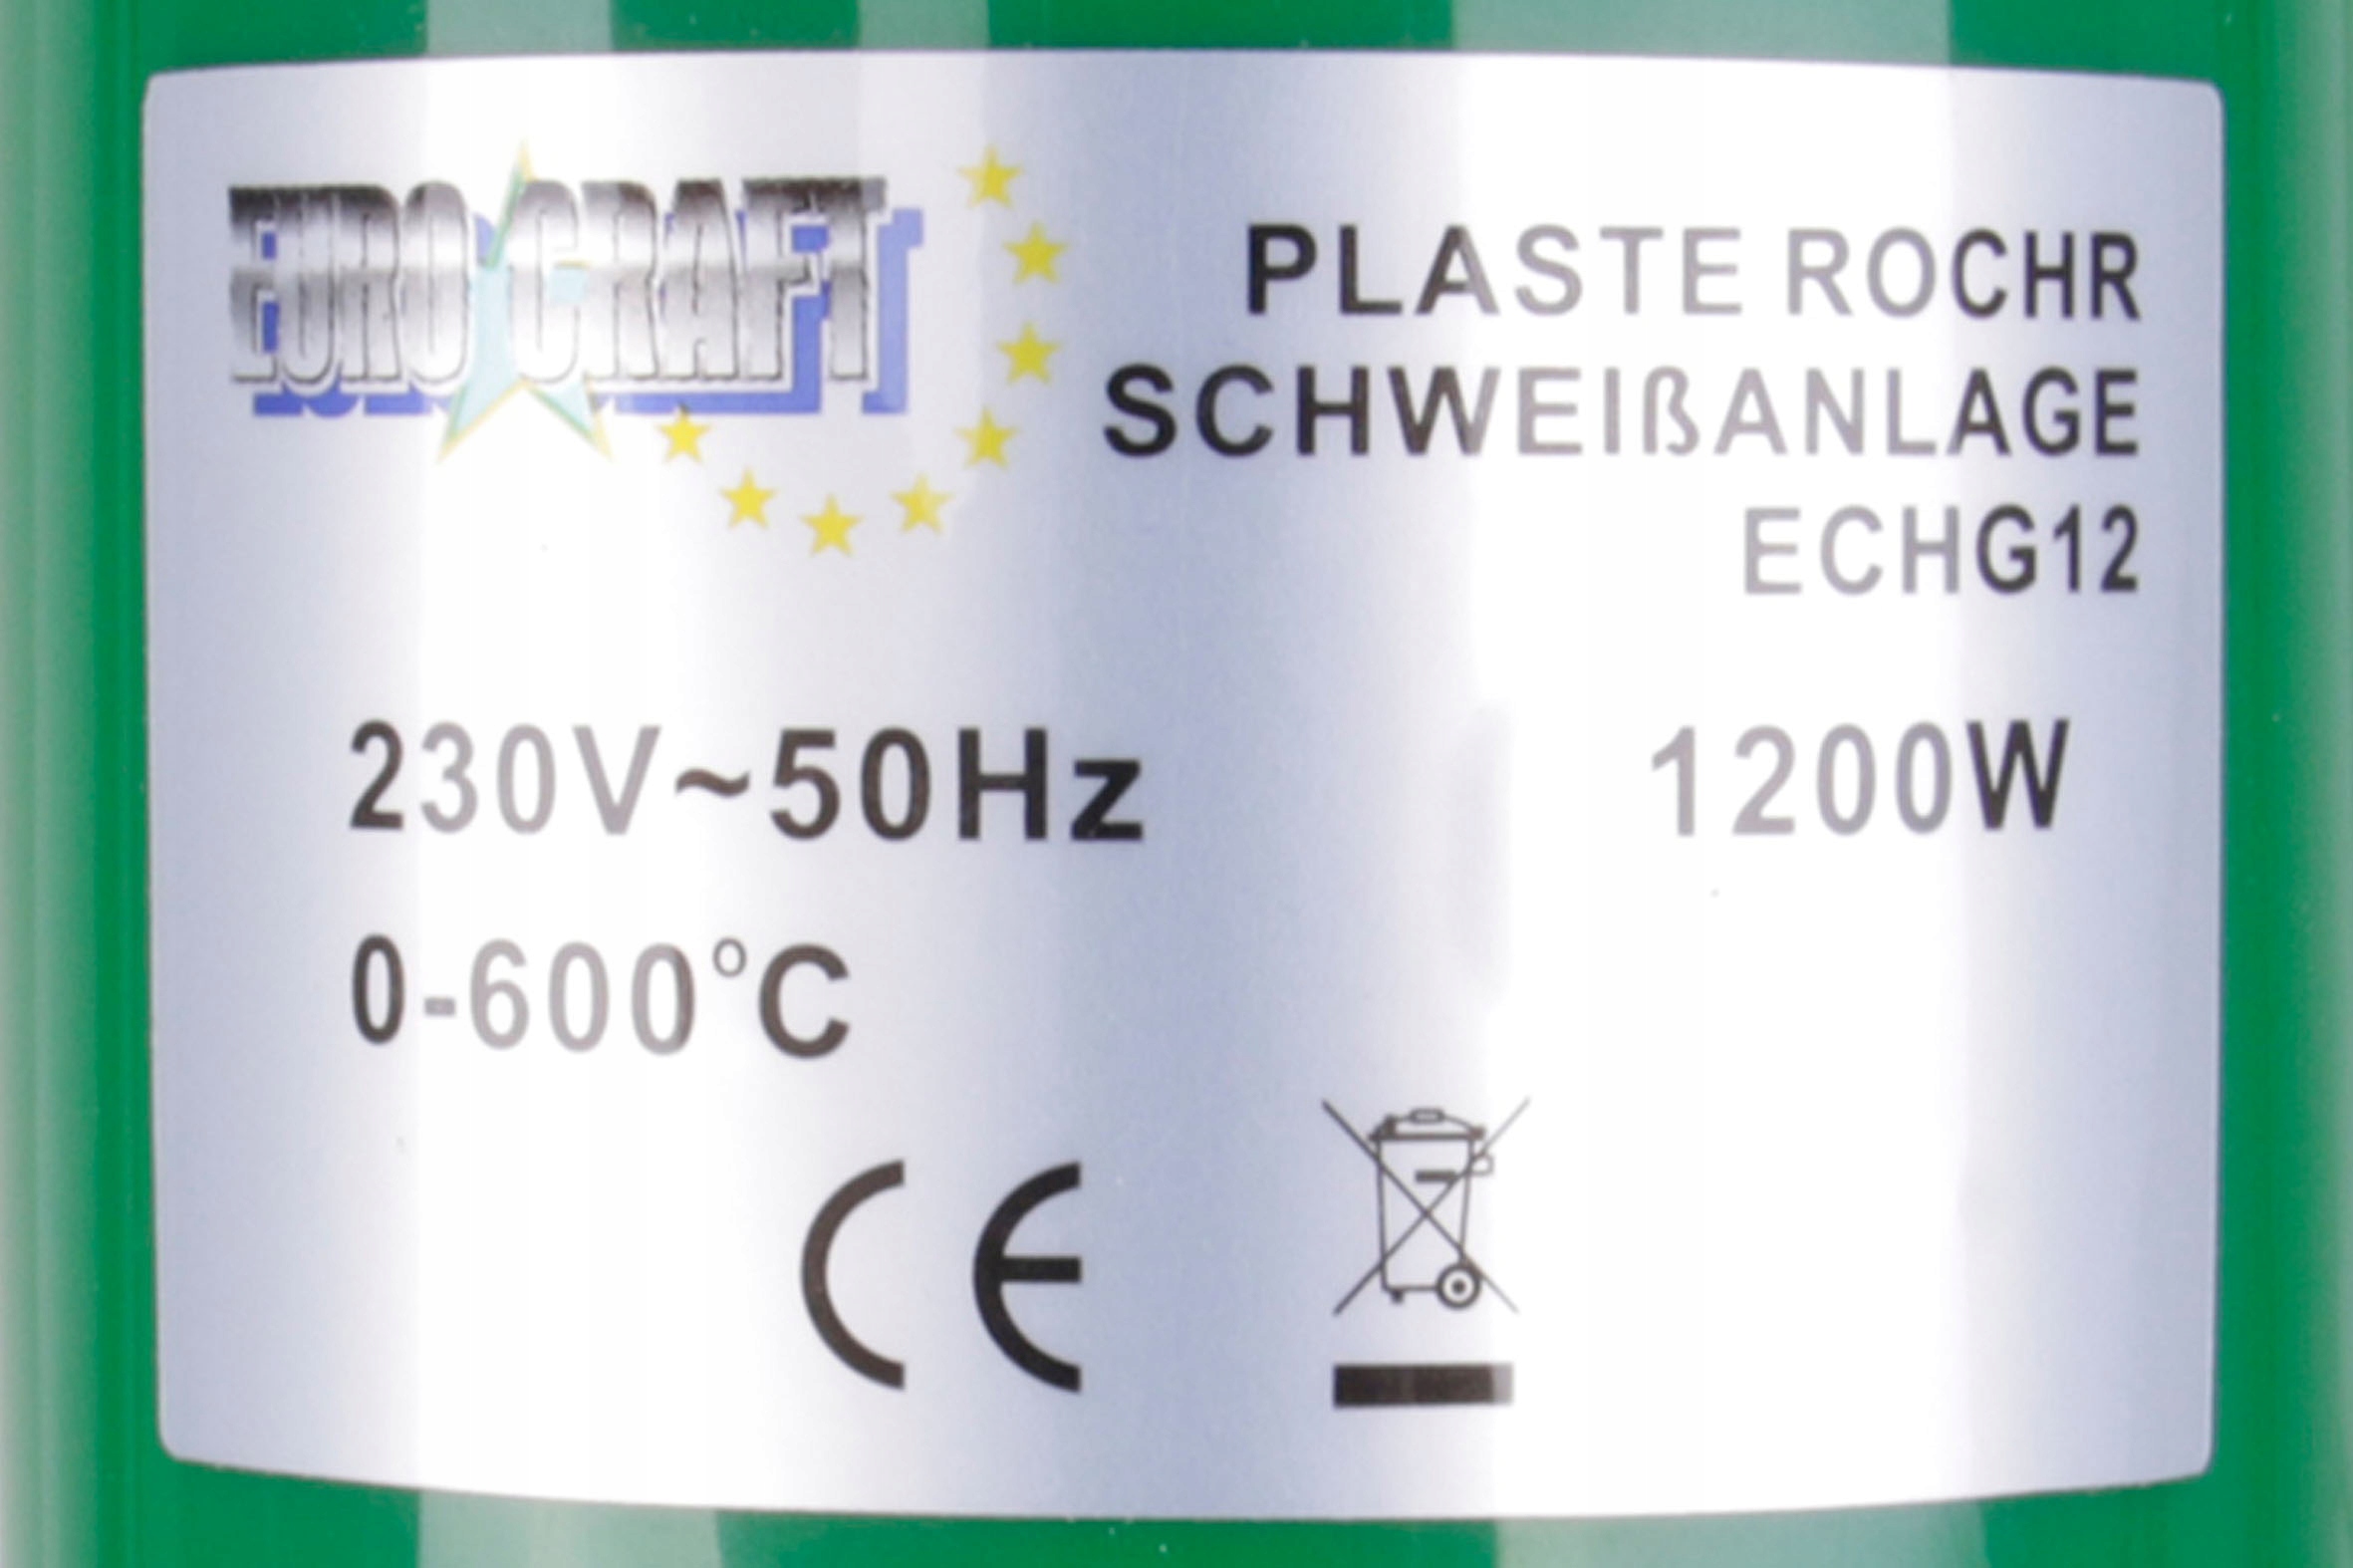 EURO CRAFT
PLASTE ROCHR
SCHWEIßANLAGE
ECHG12
230V~50Hz
1200W
0-600°C
CE